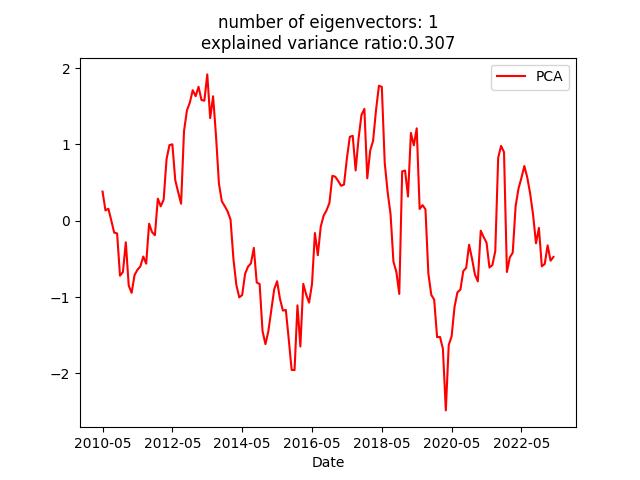 number of eigenvectors: 1
explained variance ratio:0.307
PCA
2
1
0
−1
−2
2010-05 2012-05 2014-05 2016-05 2018-05 2020-05 2022-05
Date